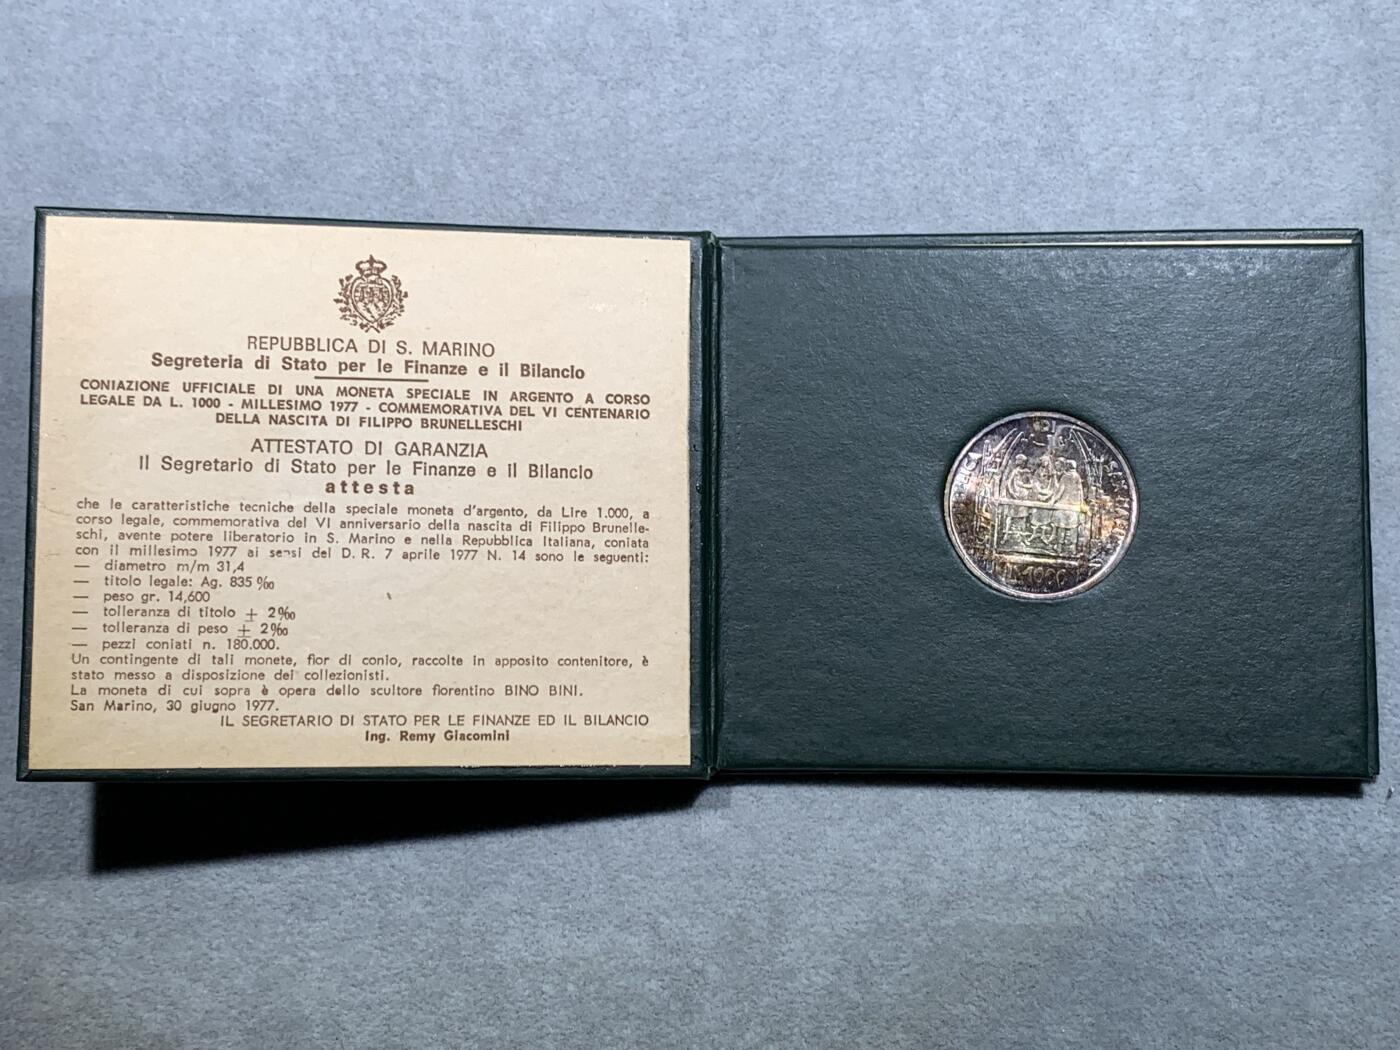 REPUBBLICA DI S. MARINO
Segreteria di Stato per le Finanze e il Bilancio
CONIAZIONE UFFICIALE DI UNA MONETA SPECIALE IN ARGENTO A CORSO
LEGALE DA L. 1000 - MILLESIMO 1977 - COMMEMORATIVA DEL VI CENTENARIO
DELLA NASCITA DI FILIPPO BRUNELLESCHI
ATTESTATO DI GARANZIA
Il Segretario di Stato per le Finanze e il Bilancio
attesta
che le caratteristiche tecniche della speciale moneta d'argento, da Lire 1.000, a
corso legale, commemorativa del VI anniversario della nascita di Filippo Brunelle-
schi, avente potere liberatorio in S. Marino e nella Repubblica Italiana, coniata
con il millesimo 1977 ai sensi del D. R. 7 aprile 1977 N. 14 sono le seguenti:
— diametro m/m 31,4
— titolo legale: Ag. 835 ‰
— peso gr. 14,600
— tolleranza di titolo ± 2‰
— tolleranza di peso ± 2‰
— pezzi coniati n. 180.000.
Un contingente di tali monete, fior di conio, raccolte in apposito contenitore, è
stato messo a disposizione dei collezionisti.
La moneta di cui sopra è opera dello scultore fiorentino BINO BINI.
San Marino, 30 giugno 1977.
IL SEGRETARIO DI STATO PER LE FINANZE ED IL BILANCIO
Ing. Remy Giacomini